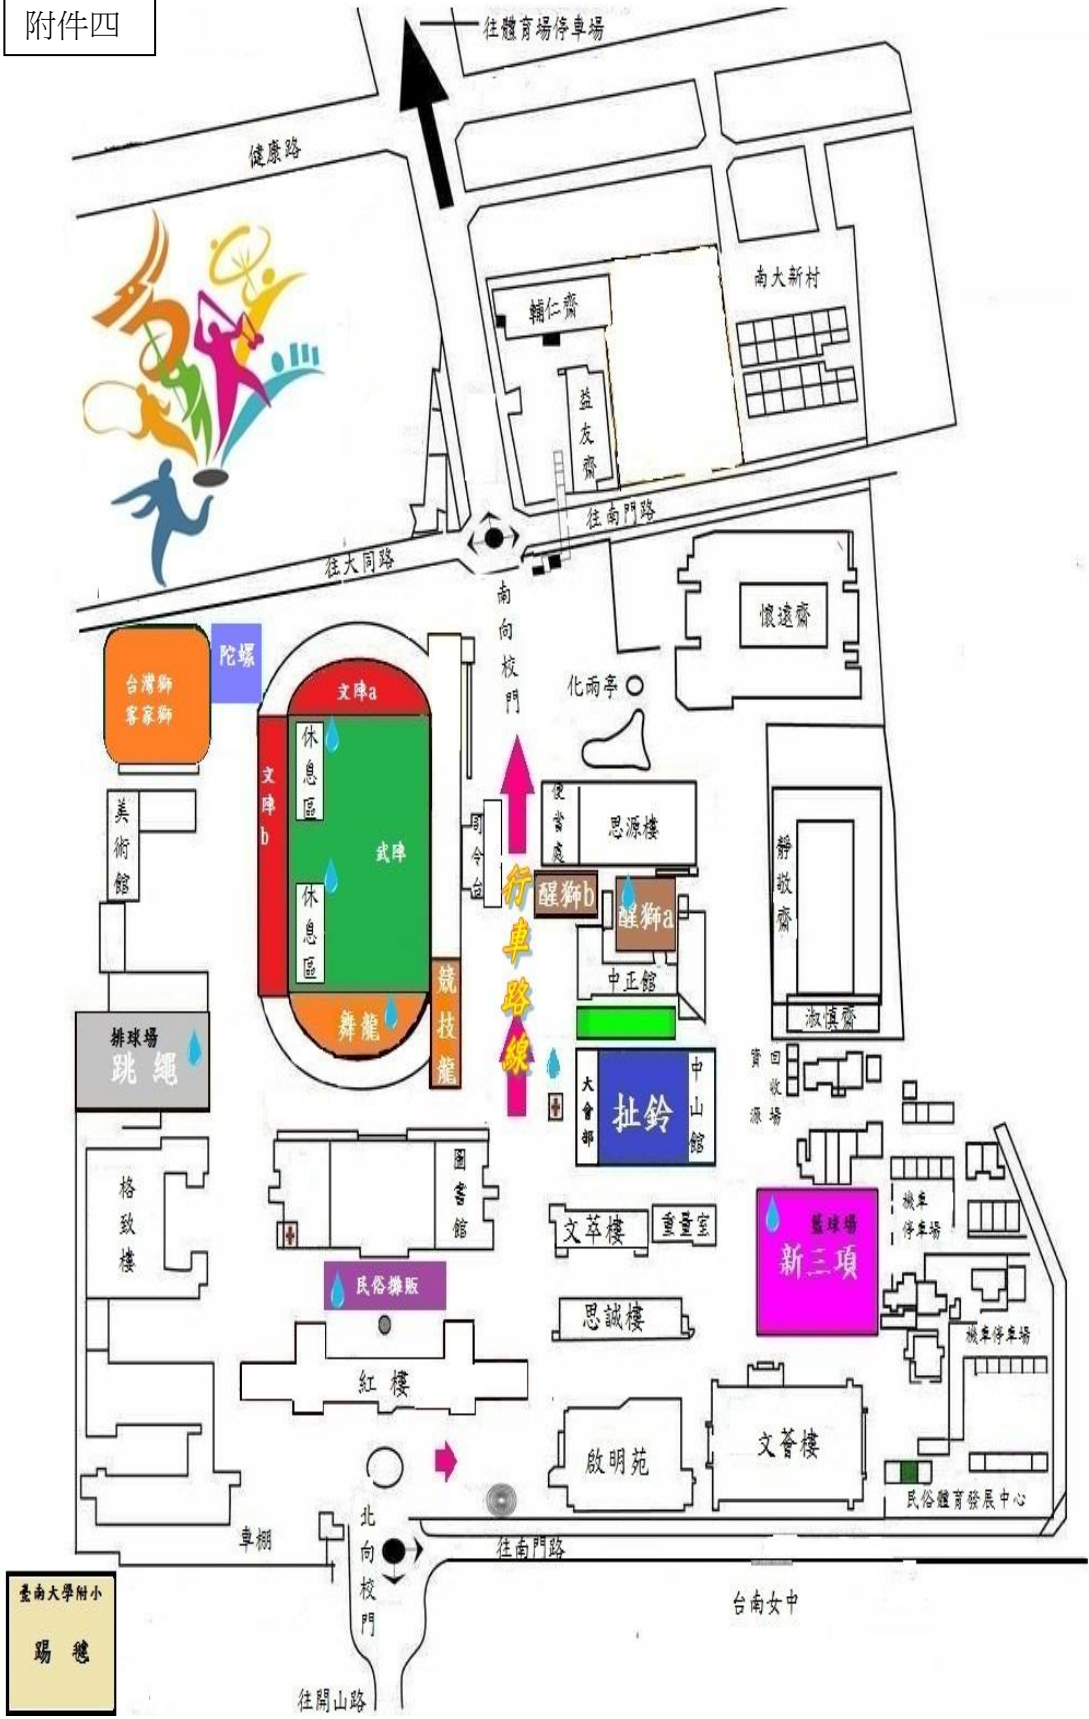 附件四
往體育場停車場
健康路
南大新村
輔仁齋
益友齋
往南門路
往大同路
南向校門
懷遠齋
化雨亭
陀螺
台灣獅
客家獅
文陣a
休息區
文陣b
武陣
休息區
美術館
司令台
便當處
思源樓
靜敬齋
醒獅b
醒獅a
行車路線
中正館
淑慎齋
競技龍
舞龍
排球場
跳繩
大會部
扯鈴
中山館
資源回收場
格致樓
圖書館
文萃樓
重量室
籃球場
新三項
機車
停車場
民俗攤販
思誠樓
機車停車場
紅樓
啟明苑
文薈樓
民俗體育發展中心
車棚
北向校門
往南門路
台南女中
臺南大學附小
踢毽
往開山路